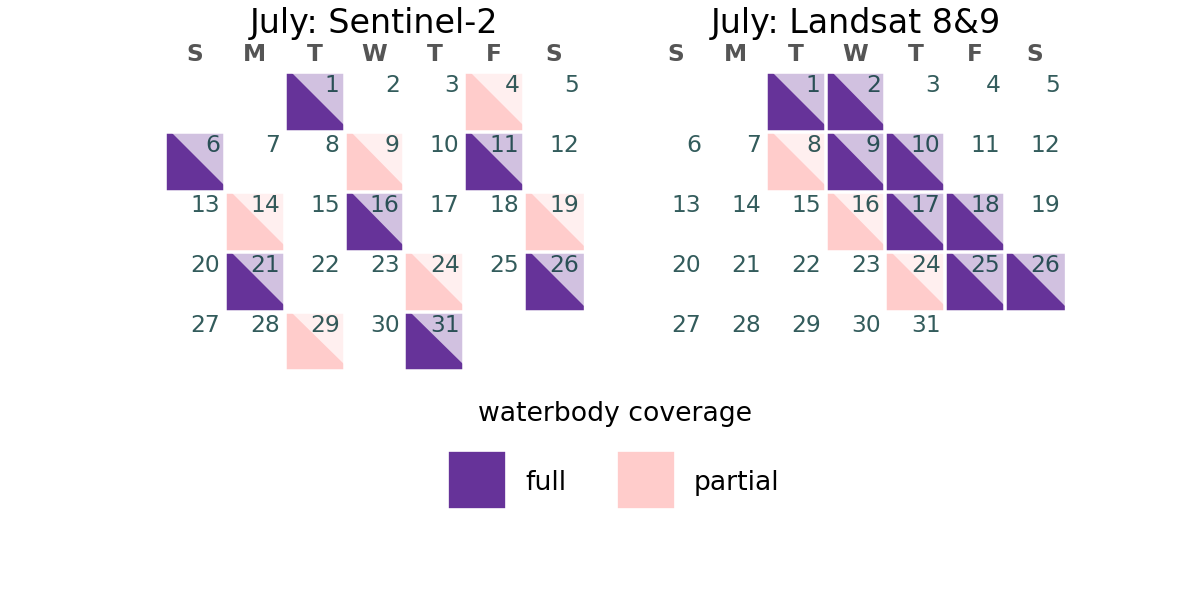 July: Sentinel-2
S M T W T F S
1 2 3 4 5
6 7 8 9 10 11 12
13 14 15 16 17 18 19
20 21 22 23 24 25 26
27 28 29 30 31
July: Landsat 8&9
S M T W T F S
1 2 3 4 5
6 7 8 9 10 11 12
13 14 15 16 17 18 19
20 21 22 23 24 25 26
27 28 29 30 31
waterbody coverage
full partial